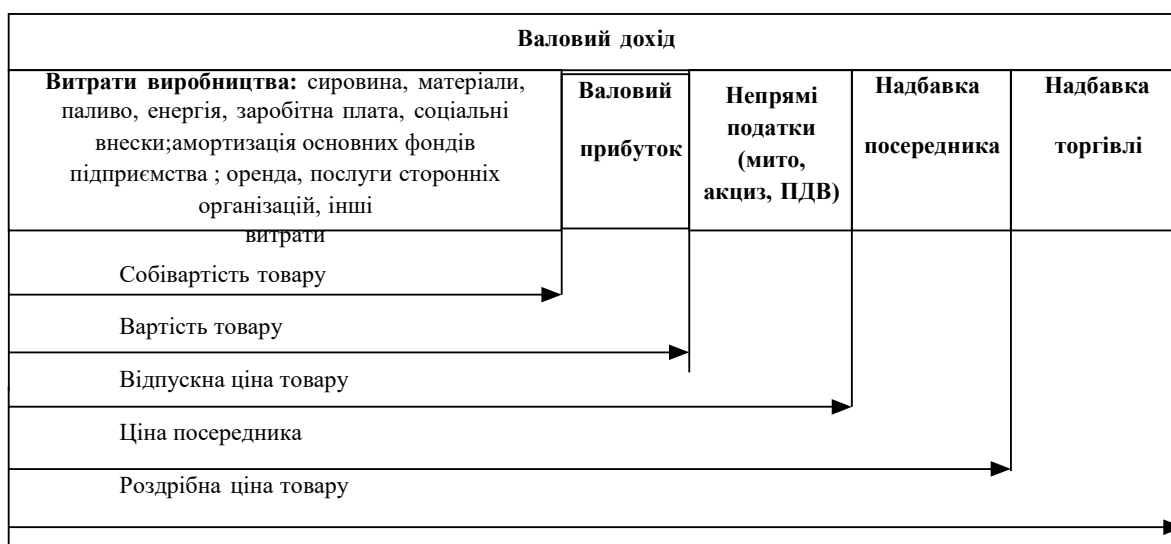 Валовий дохід
Витрати виробництва: сировина, матеріали,
паливо, енергія, заробітна плата, соціальні
внески;амортизація основних фондів
підприємства ; оренда, послуги сторонніх
організацій, інші
витрати
Валовий
прибуток
Непрямі
податки
(мито,
акциз, ПДВ)
Надбавка
посередника
Надбавка
торгівлі
Собівартість товару
Вартість товару
Відпускна ціна товару
Ціна посередника
Роздрібна ціна товару